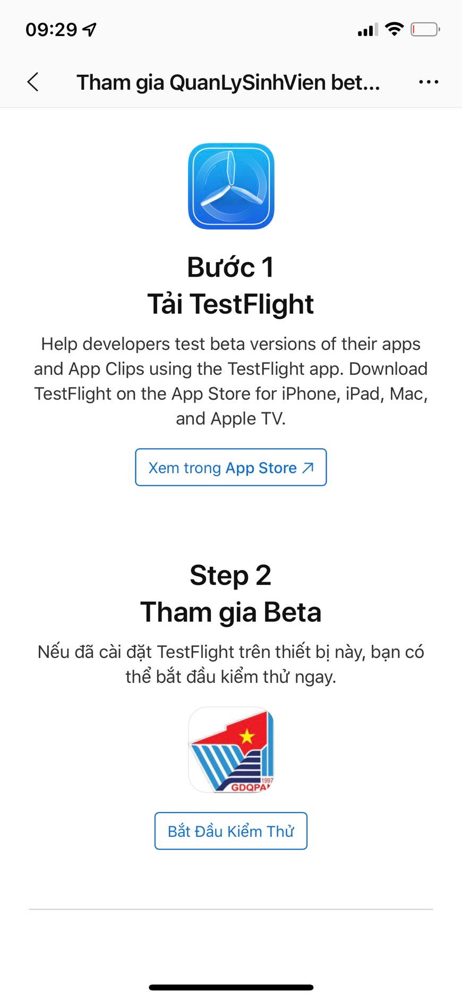 09:29
Tham gia QuanLySinhVien bet...
Bước 1
Tải TestFlight
Help developers test beta versions of their apps
and App Clips using the TestFlight app. Download
TestFlight on the App Store for iPhone, iPad, Mac,
and Apple TV.
Xem trong App Store
Step 2
Tham gia Beta
Nếu đã cài đặt TestFlight trên thiết bị này, bạn có
thể bắt đầu kiểm thử ngay.
1997
GDQPAN
Bắt Đầu Kiểm Thử